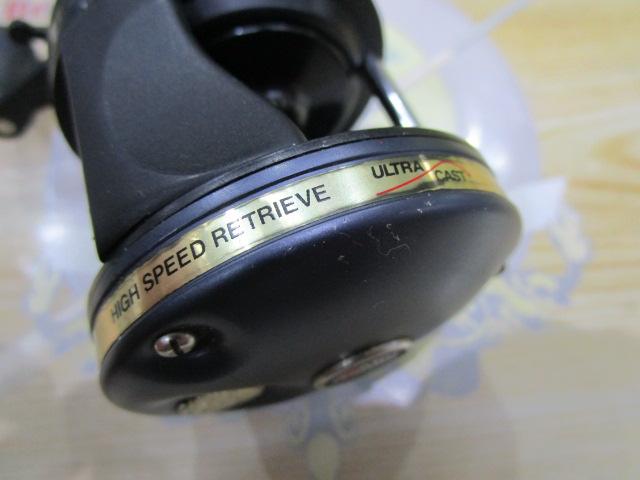 HIGH SPEED RETRIEVE
ULTRA CAST